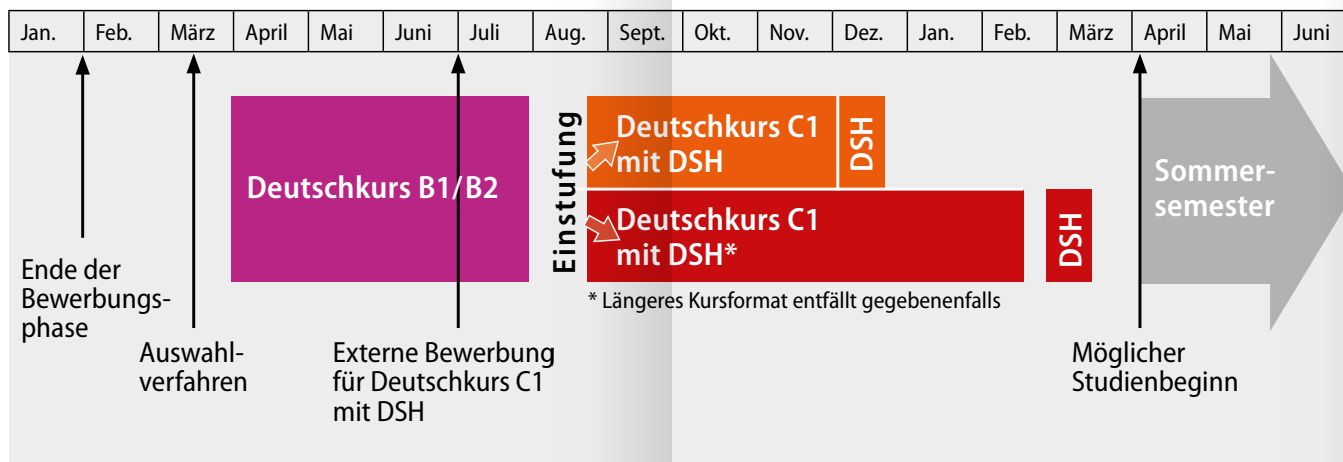 Jan. Feb. März April Mai Juni Juli Aug. Sept. Okt. Nov. Dez. Jan. Feb. März April Mai Juni
Deutschkurs B1/B2
Einstufung
Deutschkurs C1
mit DSH
DSH
Deutschkurs C1
mit DSH*
DSH
Sommer-
semester
* Längeres Kursformat entfällt gegebenenfalls
Ende der
Bewerbungs-
phase
Auswahl-
verfahren
Externe Bewerbung
für Deutschkurs C1
mit DSH
Möglicher
Studienbeginn